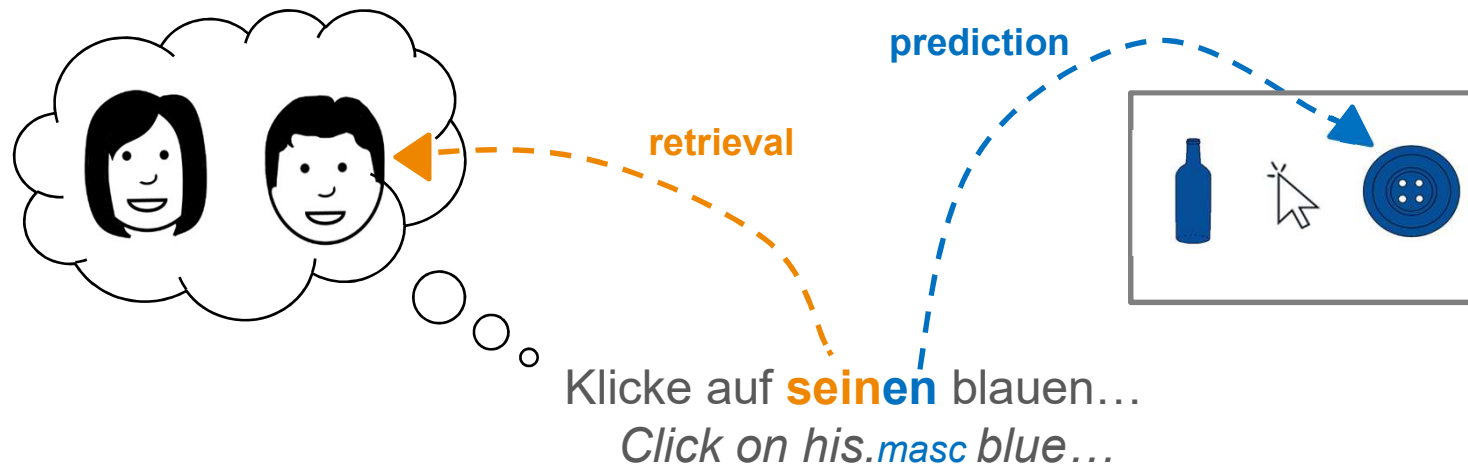 prediction
retrieval
Klicke auf seinen blauen…
Click on his.masc blue…